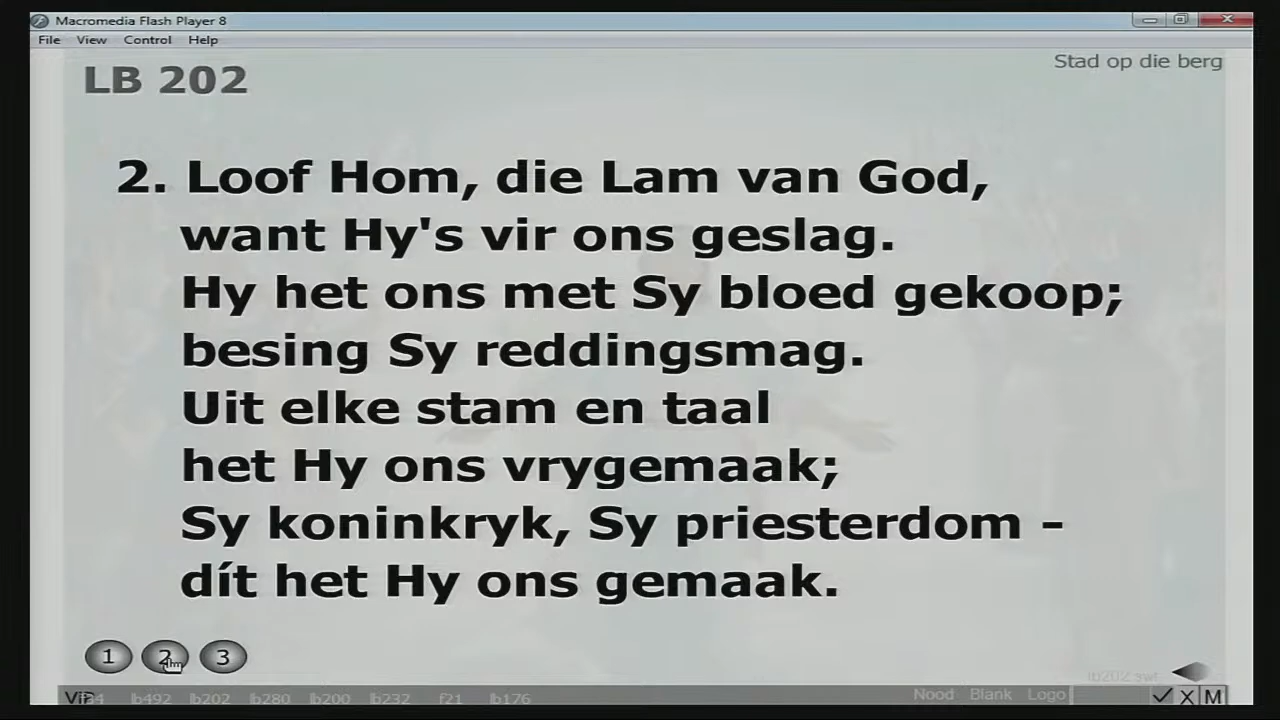 Macromedia Flash Player 8
File View Control Help
LB 202
Stad op die berg
2. Loof Hom, die Lam van God,
want Hy's vir ons geslag.
Hy het ons met Sy bloed gekoop;
besing Sy reddingsmag.
Uit elke stam en taal
het Hy ons vrygemaak;
Sy koninkryk, Sy priesterdom -
dít het Hy ons gemaak.
1 2 3
lb202.swf
lb492 lb202 lb280 lb200 lb232 f21 lb176
Nood Blank Logo X M